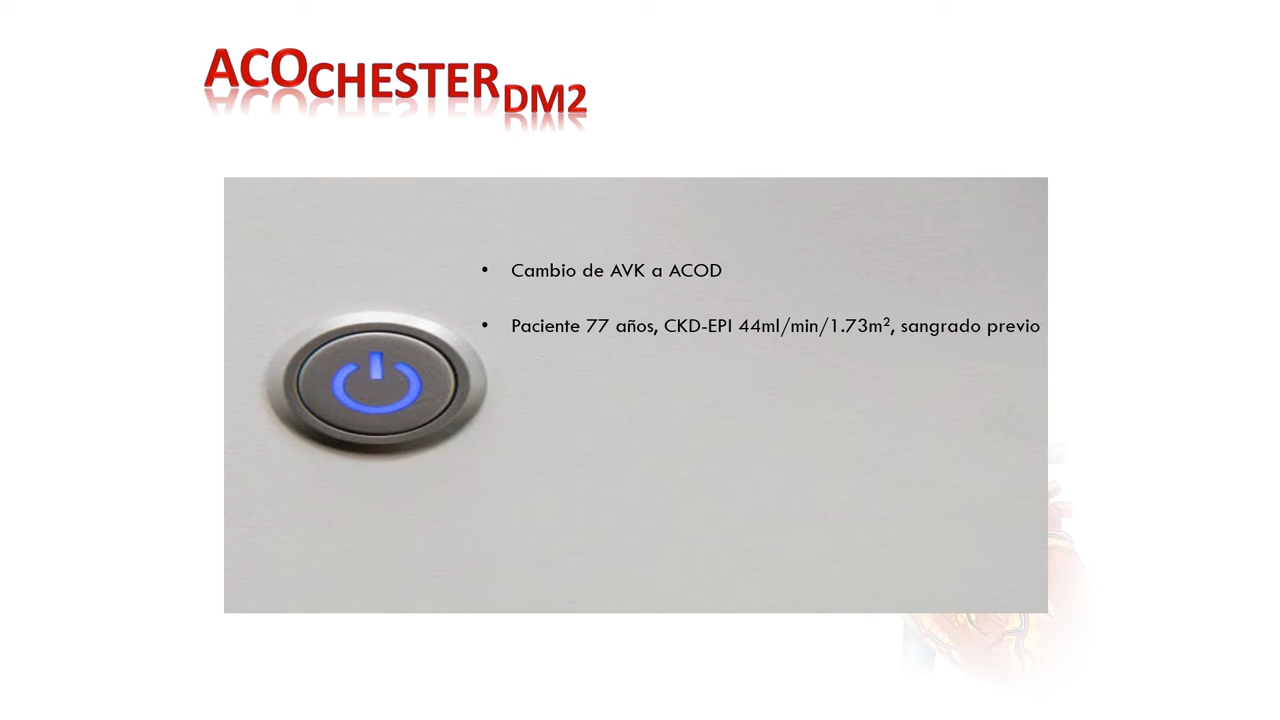 ACOCHESTERDM2
• Cambio de AVK a ACOD
• Paciente 77 años, CKD-EPI 44ml/min/1.73m², sangrado previo